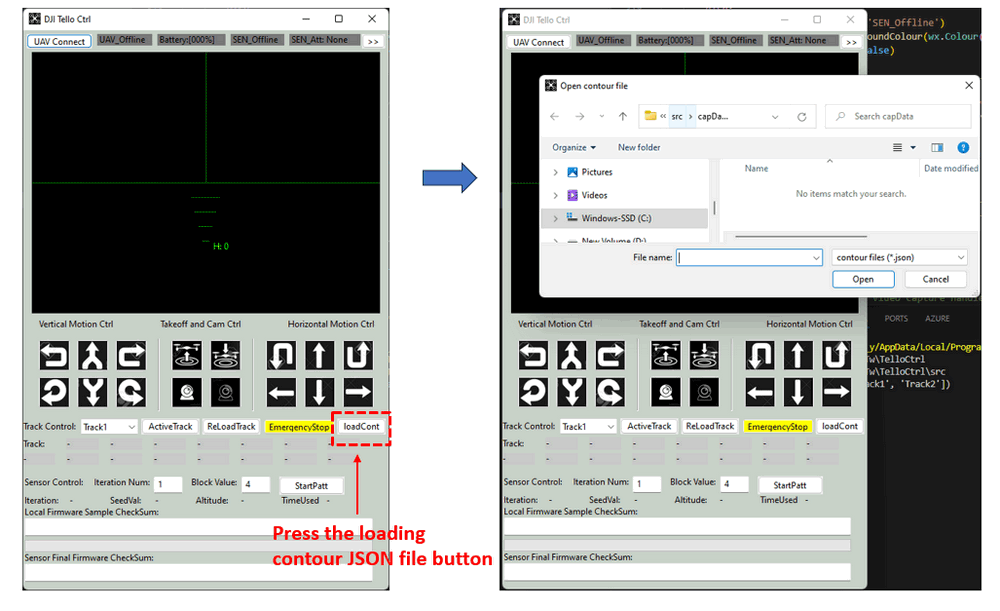 DJI Tello Ctrl
UAV Connect UAV_Offline Battery:[000%] SEN_Offline SEN_Att: None >>
H: 0
Vertical Motion Ctrl Takeoff and Cam Ctrl Horizontal Motion Ctrl
Track Control: Track1 ActiveTrack ReLoadTrack EmergencyStop loadCont
Track: - - - - - - -
- - - - - - -
Sensor Control: Iteration Num: 1 Block Value: 4 StartPatt
Iteration: - SeedVal: - Altitude: - TimeUsed -
Local Firmware Sample CheckSum:
Sensor Final Firmware CheckSum:
Press the loading
contour JSON file button
DJI Tello Ctrl
UAV Connect UAV_Offline Battery:[000%] SEN_Offline SEN_Att: None >>
Open contour file
« src › capDa... Search capData
Organize New folder
Pictures
Videos
Windows-SSD (C:)
New Volume (D:)
Name Date modified
No items match your search.
File name: contour files (*.json)
Open Cancel
Vertical Motion Ctrl Takeoff and Cam Ctrl Horizontal Motion Ctrl
Track Control: Track1 ActiveTrack ReLoadTrack EmergencyStop loadCont
Track: - - - - - - -
- - - - - - -
Sensor Control: Iteration Num: 1 Block Value: 4 StartPatt
Iteration: - SeedVal: - Altitude: - TimeUsed -
Local Firmware Sample CheckSum:
Sensor Final Firmware CheckSum:
'SEN_Offline')
oundColour(wx.Colour(
alse)
PORTS AZURE
y/AppData/Local/Progra
w\TelloCtrl
w\TelloCtrl\src
ack1', 'Track2'])